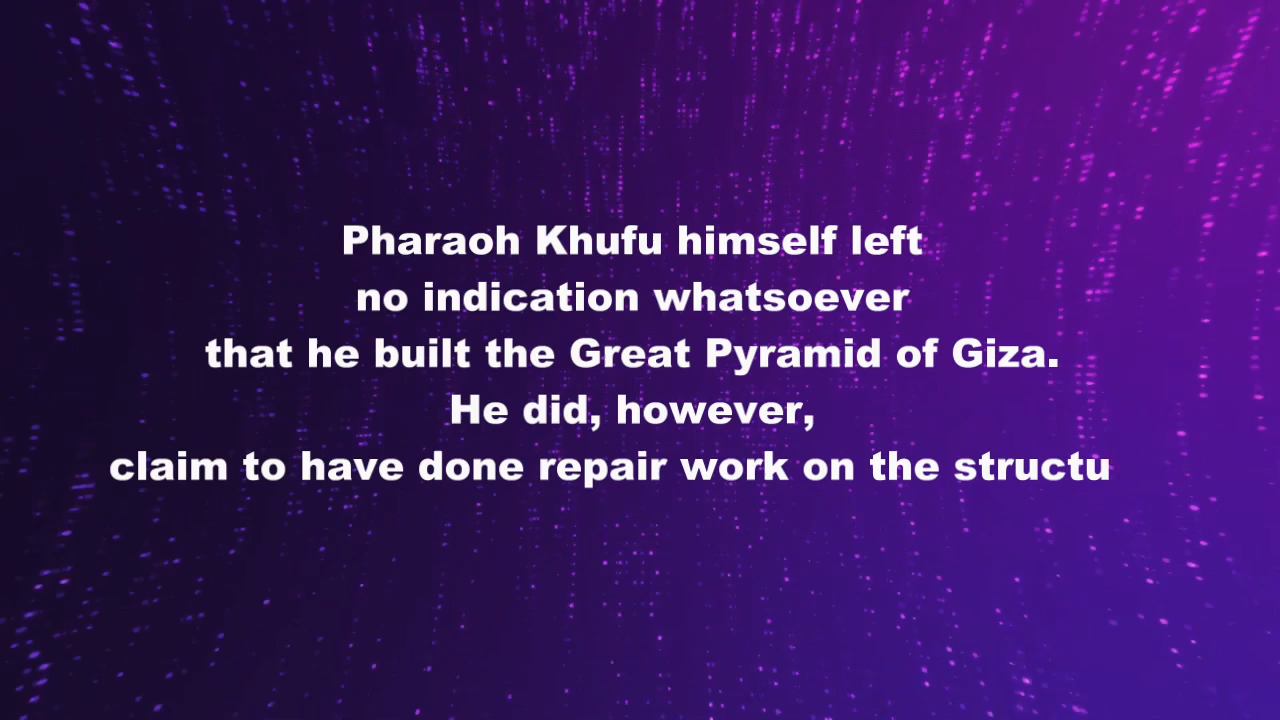 Pharaoh Khufu himself left
no indication whatsoever
that he built the Great Pyramid of Giza.
He did, however,
claim to have done repair work on the structu